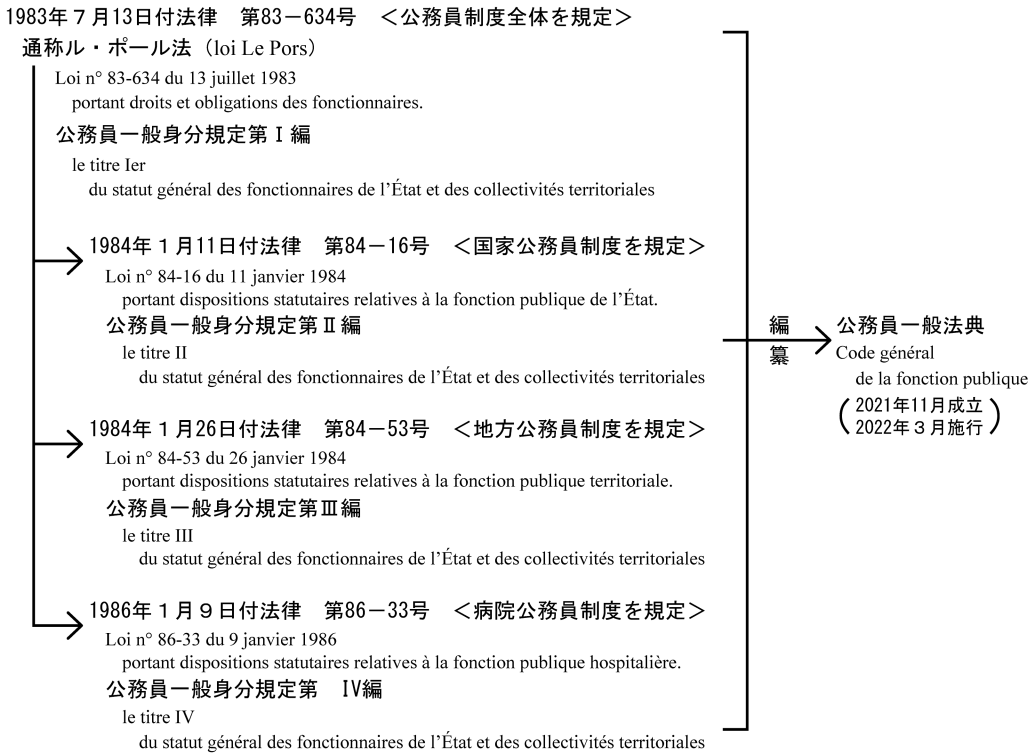 1983年7月13日付法律　第83－634号　＜公務員制度全体を規定＞
通称ル・ポール法（loi Le Pors）
Loi n° 83-634 du 13 juillet 1983
portant droits et obligations des fonctionnaires.
公務員一般身分規定第Ⅰ編
le titre Ier
du statut général des fonctionnaires de l’État et des collectivités territoriales
1984年1月11日付法律　第84－16号　＜国家公務員制度を規定＞
Loi n° 84-16 du 11 janvier 1984
portant dispositions statutaires relatives à la fonction publique de l’État.
公務員一般身分規定第Ⅱ編
le titre II
du statut général des fonctionnaires de l’État et des collectivités territoriales
1984年1月26日付法律　第84－53号　＜地方公務員制度を規定＞
Loi n° 84-53 du 26 janvier 1984
portant dispositions statutaires relatives à la fonction publique territoriale.
公務員一般身分規定第Ⅲ編
le titre III
du statut général des fonctionnaires de l’État et des collectivités territoriales
1986年1月9日付法律　第86－33号　＜病院公務員制度を規定＞
Loi n° 86-33 du 9 janvier 1986
portant dispositions statutaires relatives à la fonction publique hospitalière.
公務員一般身分規定第　IV編
le titre IV
du statut général des fonctionnaires de l’État et des collectivités territoriales
編纂
公務員一般法典
Code général
de la fonction publique
（2021年11月成立
2022年3月施行）